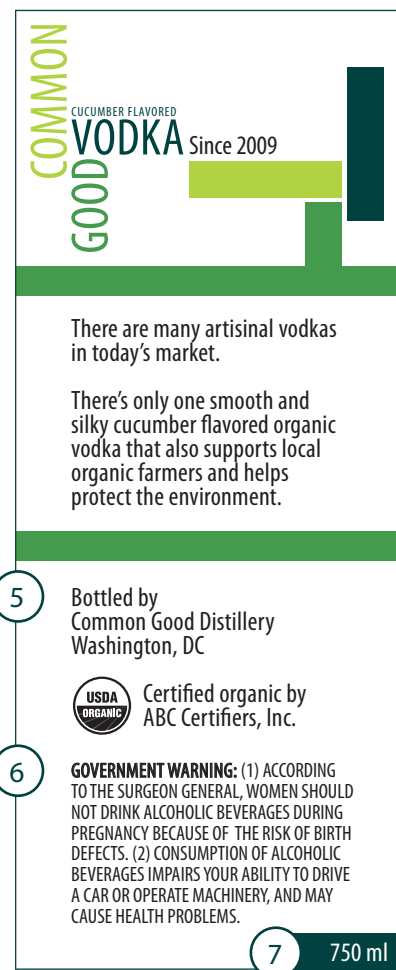 COMMON
GOOD
CUCUMBER FLAVORED
VODKA Since 2009
There are many artisinal vodkas
in today's market.
There's only one smooth and
silky cucumber flavored organic
vodka that also supports local
organic farmers and helps
protect the environment.
5
Bottled by
Common Good Distillery
Washington, DC
USDA
ORGANIC
Certified organic by
ABC Certifiers, Inc.
6
GOVERNMENT WARNING: (1) ACCORDING
TO THE SURGEON GENERAL, WOMEN SHOULD
NOT DRINK ALCOHOLIC BEVERAGES DURING
PREGNANCY BECAUSE OF THE RISK OF BIRTH
DEFECTS. (2) CONSUMPTION OF ALCOHOLIC
BEVERAGES IMPAIRS YOUR ABILITY TO DRIVE
A CAR OR OPERATE MACHINERY, AND MAY
CAUSE HEALTH PROBLEMS.
7
750 ml